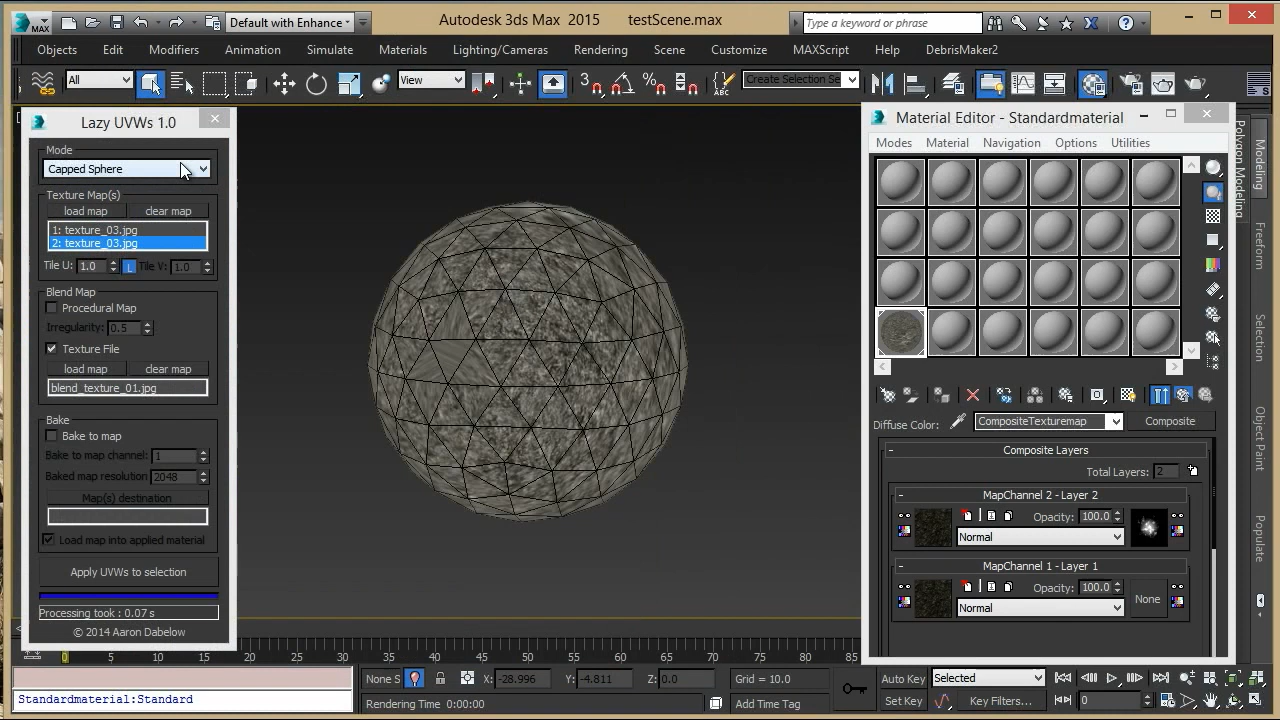 MAX
Default with Enhance
Autodesk 3ds Max 2015 testScene.max
Type a keyword or phrase
Objects Edit Modifiers Animation Simulate Materials Lighting/Cameras Rendering Scene Customize MAXScript Help DebrisMaker2
All
View
3
Create Selection Se
Lazy UVWs 1.0
Mode
Capped Sphere
Texture Map(s)
load map clear map
1: texture_03.jpg
2: texture_03.jpg
Tile U: 1.0 L Tile V: 1.0
Blend Map
Procedural Map
Irregularity: 0.5
Texture File
load map clear map
blend_texture_01.jpg
Bake
Bake to map
Bake to map channel: 1
Baked map resolution 2048
Map(s) destination
Load map into applied material
Apply UVWs to selection
Processing took : 0.07 s
© 2014 Aaron Dabelow
Material Editor - Standardmaterial
Modes Material Navigation Options Utilities
Diffuse Color: CompositeTexturemap Composite
Composite Layers
Total Layers: 2
MapChannel 2 - Layer 2
Opacity: 100.0
Normal
MapChannel 1 - Layer 1
Opacity: 100.0
Normal
None
Polygon Modeling
Modeling
Freeform
Selection
Object Paint
Populate
0 5 10 15 20 25 30 35 40 45 50 55 60 65 70 75 80 85
None S X: -28.996 Y: -4.811 Z: 0.0 Grid = 10.0
Auto Key Selected
Standardmaterial:Standard
Rendering Time 0:00:00
Add Time Tag
Set Key Key Filters... 0